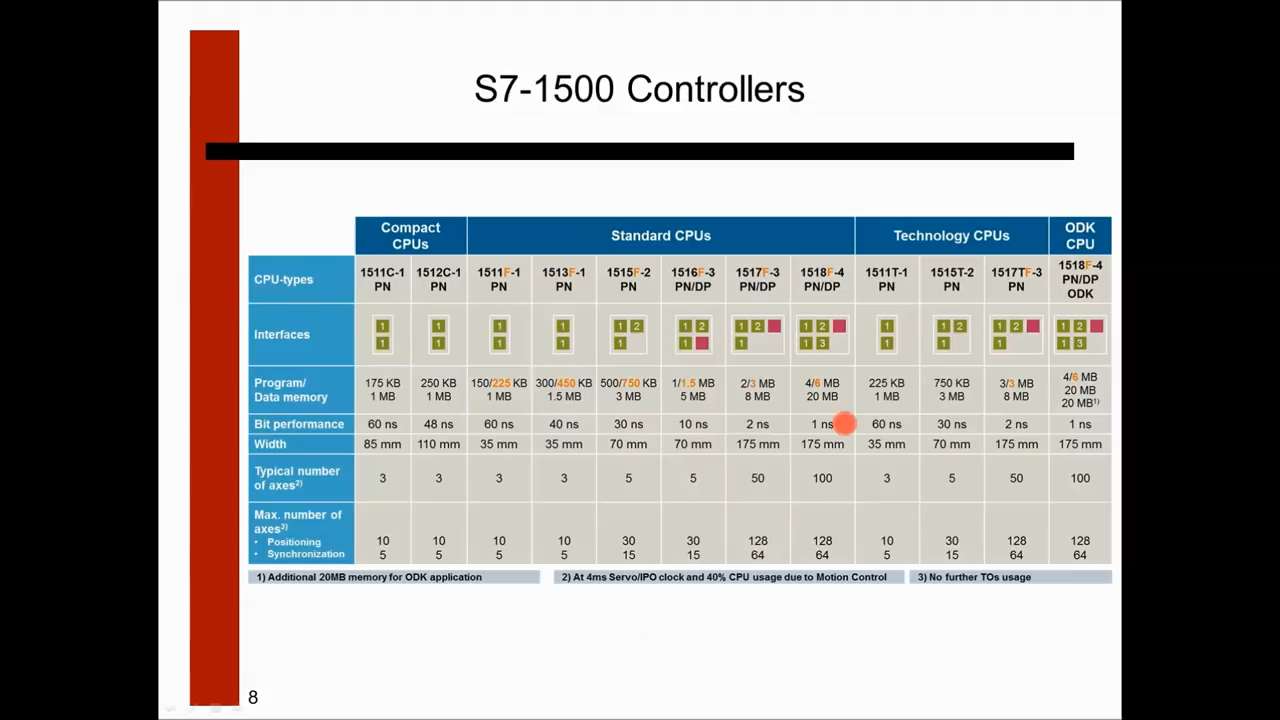 S7-1500 Controllers
Compact CPUs Standard CPUs Technology CPUs ODK CPU
CPU-types 1511C-1 PN 1512C-1 PN 1511F-1 PN 1513F-1 PN 1515F-2 PN 1516F-3 PN/DP 1517F-3 PN/DP 1518F-4 PN/DP 1511T-1 PN 1515T-2 PN 1517TF-3 PN 1518F-4 PN/DP ODK
Interfaces 1 1 1 1 1 1 1 1 1 2 1 1 2 1 1 2 1 1 2 1 3 1 1 1 2 1 1 2 1 1 2 1 3
Program/ Data memory 175 KB 1 MB 250 KB 1 MB 150/225 KB 1 MB 300/450 KB 1.5 MB 500/750 KB 3 MB 1/1.5 MB 5 MB 2/3 MB 8 MB 4/6 MB 20 MB 225 KB 1 MB 750 KB 3 MB 3/3 MB 8 MB 4/6 MB 20 MB 20 MB1)
Bit performance 60 ns 48 ns 60 ns 40 ns 30 ns 10 ns 2 ns 1 ns 60 ns 30 ns 2 ns 1 ns
Width 85 mm 110 mm 35 mm 35 mm 70 mm 70 mm 175 mm 175 mm 35 mm 70 mm 175 mm 175 mm
Typical number of axes2) 3 3 3 3 5 5 50 100 3 5 50 100
Max. number of axes3)
• Positioning 10 10 10 10 30 30 128 128 10 30 128 128
• Synchronization 5 5 5 5 15 15 64 64 5 15 64 64
1) Additional 20MB memory for ODK application 2) At 4ms Servo/IPO clock and 40% CPU usage due to Motion Control 3) No further TOs usage
8